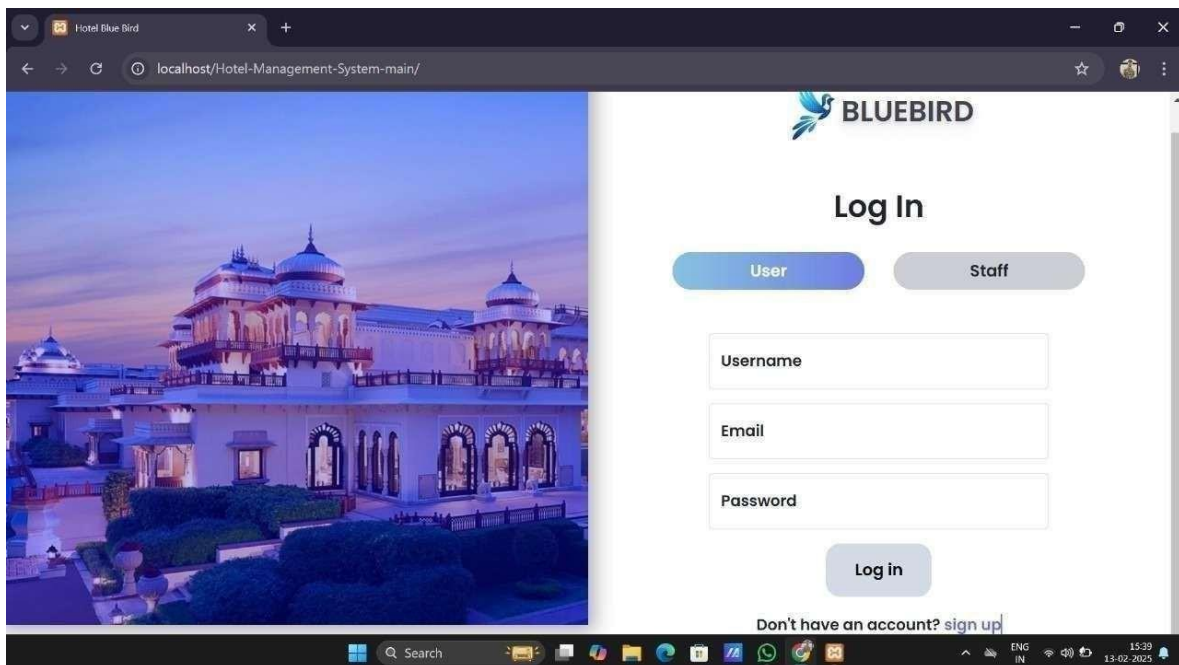 Hotel Blue Bird
localhost/Hotel-Management-System-main/
BLUEBIRD
Log In
User Staff
Username
Email
Password
Log in
Don't have an account? sign up
Search
ENG
IN
15:39
13-02-2025